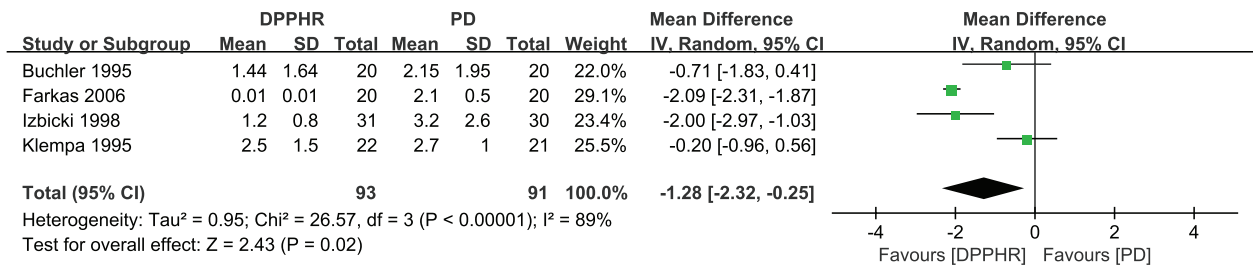 DPPHR PD Mean Difference Mean Difference
Study or Subgroup Mean SD Total Mean SD Total Weight IV, Random, 95% CI IV, Random, 95% CI
Buchler 1995 1.44 1.64 20 2.15 1.95 20 22.0% -0.71 [-1.83, 0.41]
Farkas 2006 0.01 0.01 20 2.1 0.5 20 29.1% -2.09 [-2.31, -1.87]
Izbicki 1998 1.2 0.8 31 3.2 2.6 30 23.4% -2.00 [-2.97, -1.03]
Klempa 1995 2.5 1.5 22 2.7 1 21 25.5% -0.20 [-0.96, 0.56]
Total (95% CI) 93 91 100.0% -1.28 [-2.32, -0.25]
Heterogeneity: Tau² = 0.95; Chi² = 26.57, df = 3 (P < 0.00001); I² = 89%
Test for overall effect: Z = 2.43 (P = 0.02)
-4 -2 0 2 4
Favours [DPPHR] Favours [PD]